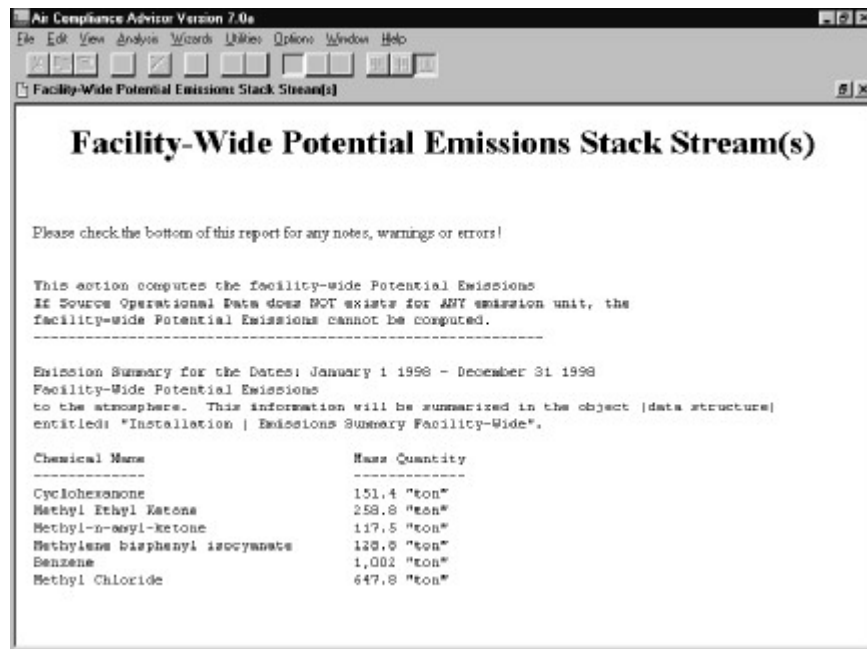 Air Compliance Advisor Version 7.0a
File Edit View Analysis Wizards Utilities Options Window Help
Facility-Wide Potential Emissions Stack Stream(s)
Facility-Wide Potential Emissions Stack Stream(s)
Please check the bottom of this report for any notes, warnings or errors!
This action computes the facility-wide Potential Emissions
If Source Operational Data does NOT exists for ANY emission unit, the
facility-wide Potential Emissions cannot be computed.
------------------------------------------------------------
Emission Summary for the Dates: January 1 1998 - December 31 1998
Facility-Wide Potential Emissions
to the atmosphere. This information will be summarized in the object |data structure|
entitled: "Installation | Emissions Summary Facility-Wide".
Chemical Name Mass Quantity
------------- -------------
Cyclohexanone 151.4 "ton"
Methyl Ethyl Ketone 258.8 "ton"
Methyl-n-amyl-ketone 117.5 "ton"
Methylene bisphenyl isocyanate 128.8 "ton"
Benzene 1,002 "ton"
Methyl Chloride 647.8 "ton"